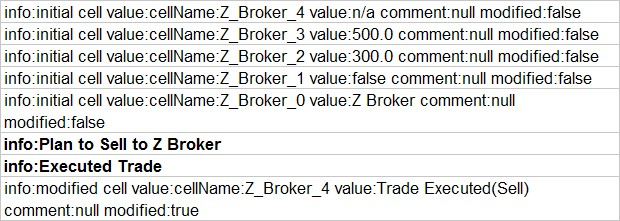 info:initial cell value:cellName:Z_Broker_4 value:n/a comment:null modified:false
info:initial cell value:cellName:Z_Broker_3 value:500.0 comment:null modified:false
info:initial cell value:cellName:Z_Broker_2 value:300.0 comment:null modified:false
info:initial cell value:cellName:Z_Broker_1 value:false comment:null modified:false
info:initial cell value:cellName:Z_Broker_0 value:Z Broker comment:null
modified:false
info:Plan to Sell to Z Broker
info:Executed Trade
info:modified cell value:cellName:Z_Broker_4 value:Trade Executed(Sell)
comment:null modified:true